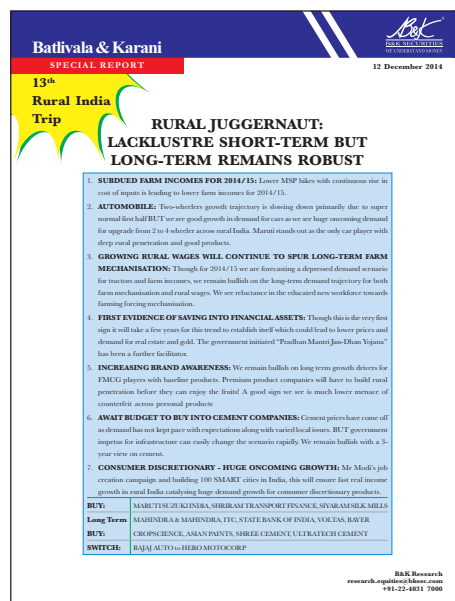 B&K
B&K SECURITIES
WE UNDERSTAND MONEY
Batlivala & Karani
SPECIAL REPORT
12 December 2014
13th
Rural India
Trip
RURAL JUGGERNAUT:
LACKLUSTRE SHORT-TERM BUT
LONG-TERM REMAINS ROBUST
1. SUBDUED FARM INCOMES FOR 2014/15: Lower MSP hikes with continuous rise in
cost of inputs is leading to lower farm incomes for 2014/15.
2. AUTOMOBILE: Two-wheelers growth trajectory is slowing down primarily due to super
normal first half BUT we see good growth in demand for cars as we see huge oncoming demand
for upgrade from 2 to 4 wheeler across rural India. Maruti stands out as the only car player with
deep rural penetration and good products.
3. GROWING RURAL WAGES WILL CONTINUE TO SPUR LONG-TERM FARM
MECHANISATION: Though for 2014/15 we are forecasting a depressed demand scenario
for tractors and farm incomes, we remain bullish on the long-term demand trajectory for both
farm mechanisation and rural wages. We see reluctance in the educated new workforce towards
farming forcing mechanisation.
4. FIRST EVIDENCE OF SAVING INTO FINANCIAL ASSETS: Though this is the very first
sign it will take a few years for this trend to establish itself which could lead to lower prices and
demand for real estate and gold. The government initiated "Pradhan Mantri Jan-Dhan Yojana"
has been a further facilitator.
5. INCREASING BRAND AWARENESS: We remain bullish on long term growth drivers for
FMCG players with baseline products. Premium product companies will have to build rural
penetration before they can enjoy the fruits! A good sign we see is much lower menace of
counterfeit across personal products
6. AWAIT BUDGET TO BUY INTO CEMENT COMPANIES: Cement prices have come off
as demand has not kept pace with expectations along with varied local issues. BUT government
impetus for infrastructure can easily change the scenario rapidly. We remain bullish with a 3-
year view on cement.
7. CONSUMER DISCRETIONARY - HUGE ONCOMING GROWTH: Mr Modi's job
creation campaign and building 100 SMART cities in India, this will ensure fast real income
growth in rural India catalysing huge demand growth for consumer discretionary products.
BUY: MARUTI SUZUKI INDIA, SHRIRAM TRANSPORT FINANCE, SIYARAM SILK MILLS
Long Term MAHINDRA & MAHINDRA, ITC, STATE BANK OF INDIA, VOLTAS, BAYER
BUY: CROPSCIENCE, ASIAN PAINTS, SHREE CEMENT, ULTRATECH CEMENT
SWITCH: BAJAJ AUTO to HERO MOTOCORP
B&K Research
research.equities@bksec.com
+91-22-4031 7000